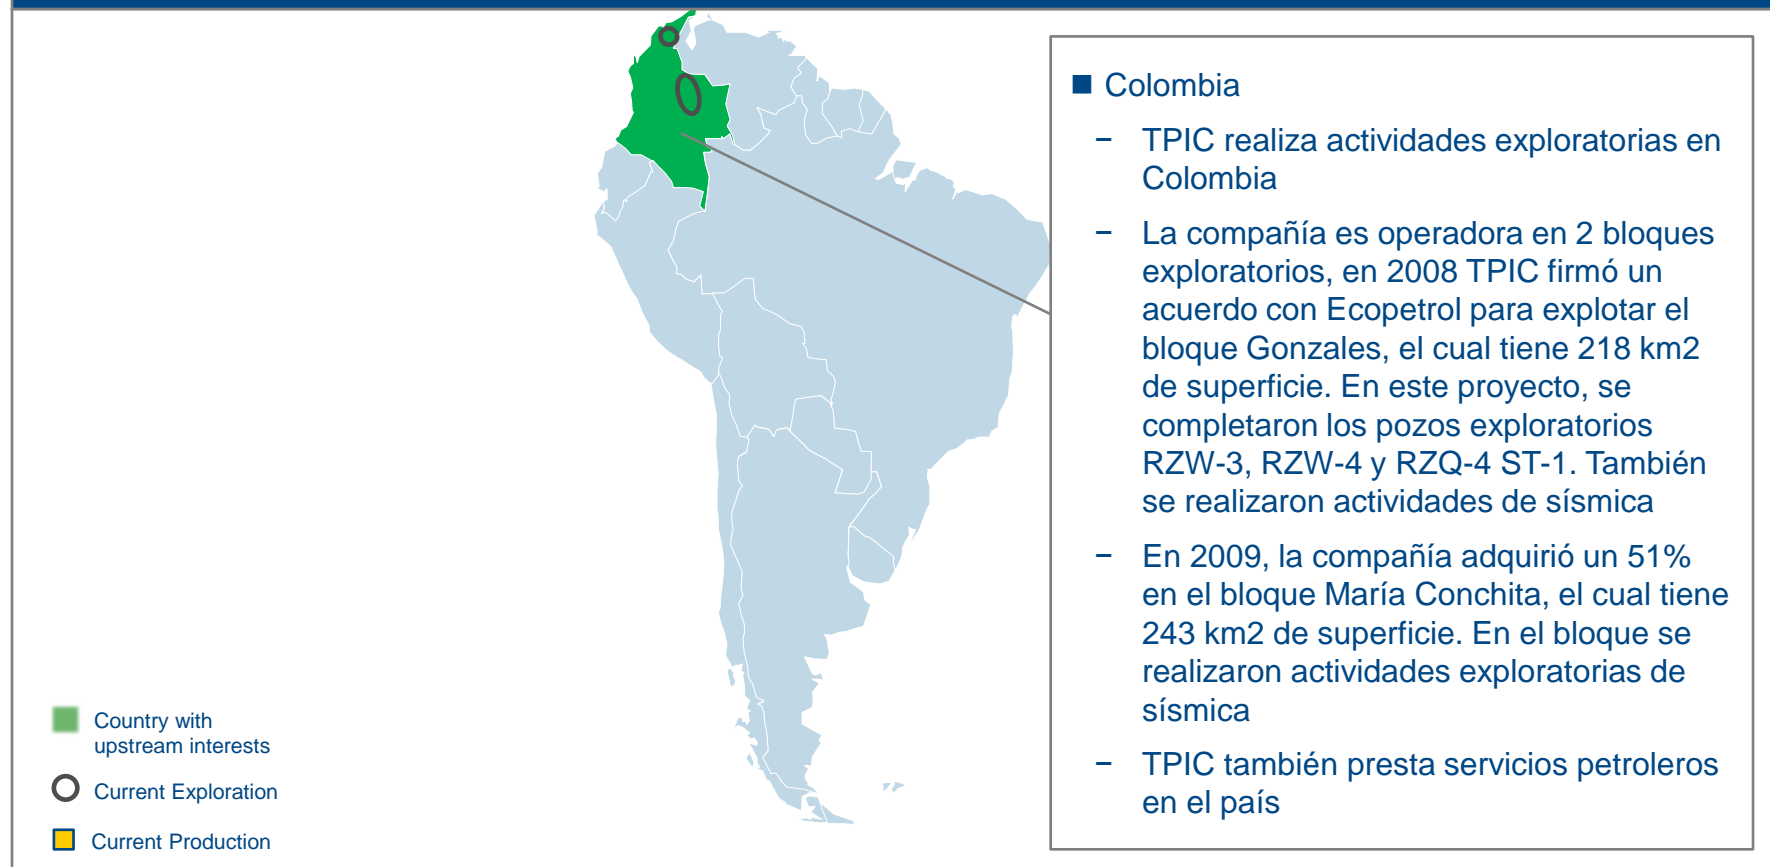 Colombia
− TPIC realiza actividades exploratorias en
Colombia
− La compañía es operadora en 2 bloques
exploratorios, en 2008 TPIC firmó un
acuerdo con Ecopetrol para explotar el
bloque Gonzales, el cual tiene 218 km2
de superficie. En este proyecto, se
completaron los pozos exploratorios
RZW-3, RZW-4 y RZQ-4 ST-1. También
se realizaron actividades de sísmica
− En 2009, la compañía adquirió un 51%
en el bloque María Conchita, el cual tiene
243 km2 de superficie. En el bloque se
realizaron actividades exploratorias de
sísmica
− TPIC también presta servicios petroleros
en el país
Country with
upstream interests
Current Exploration
Current Production